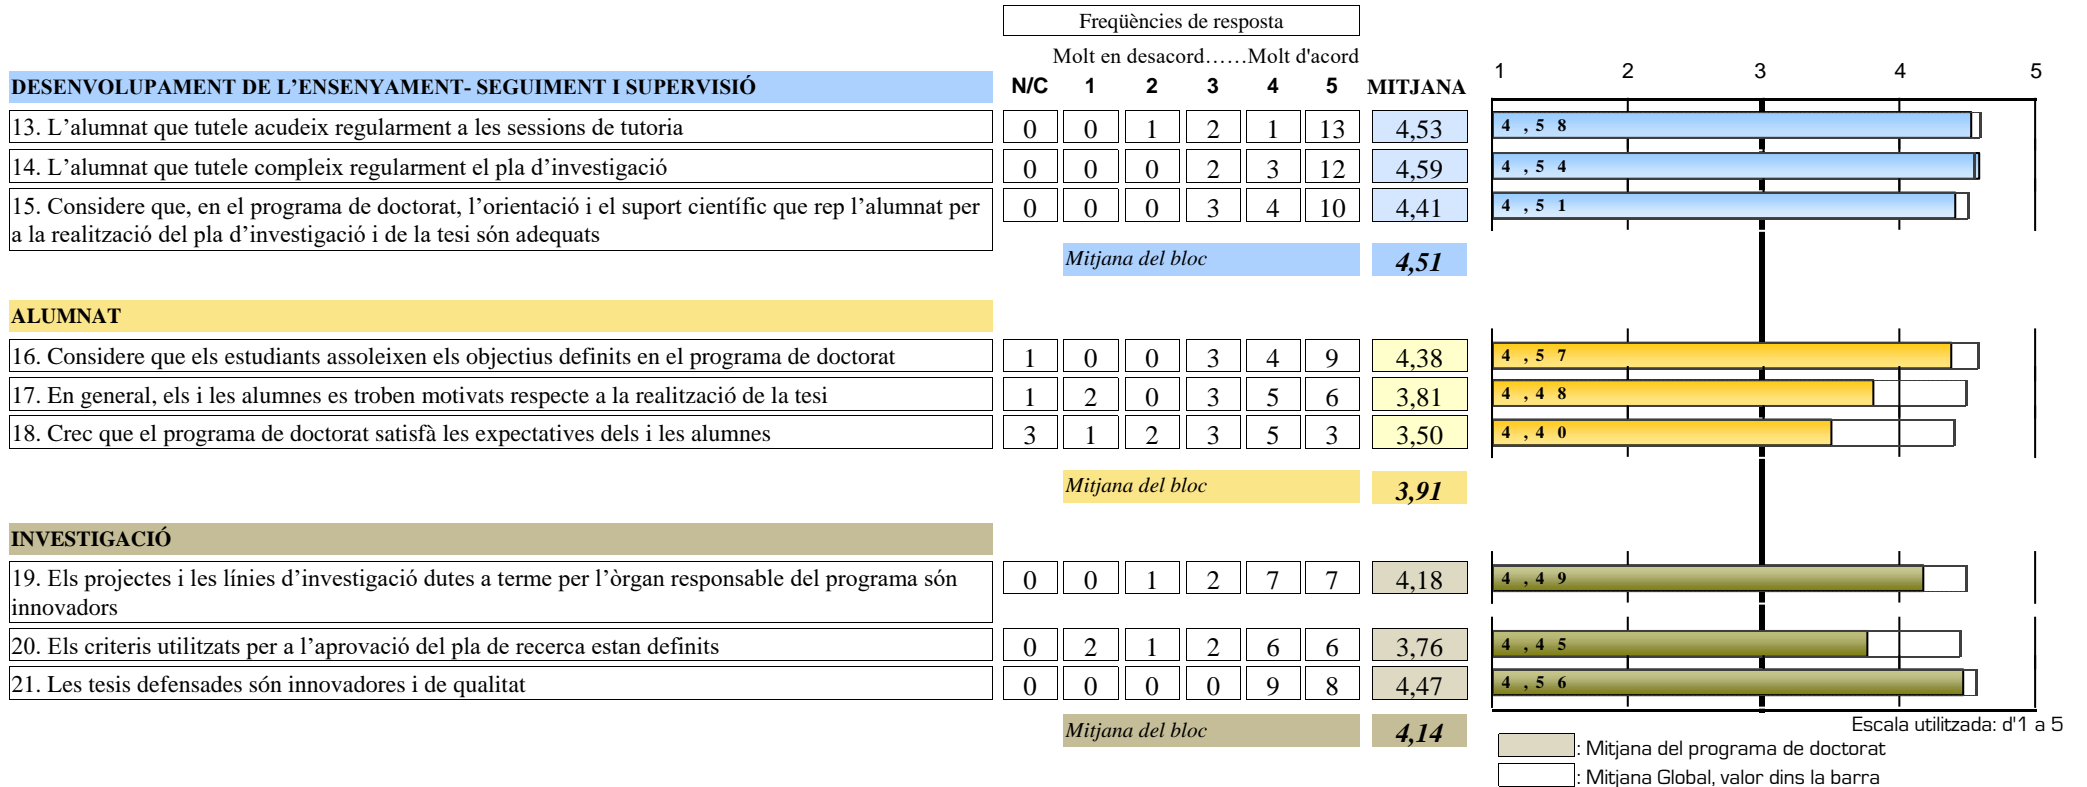 Freqüències de resposta
Molt en desacord……Molt d'acord
DESENVOLUPAMENT DE L’ENSENYAMENT- SEGUIMENT I SUPERVISIÓ N/C 1 2 3 4 5 MITJANA 1 2 3 4 5
13. L’alumnat que tutele acudeix regularment a les sessions de tutoria 0 0 1 2 1 13 4,53 4,58
14. L’alumnat que tutele compleix regularment el pla d’investigació 0 0 0 2 3 12 4,59 4,54
15. Considere que, en el programa de doctorat, l’orientació i el suport científic que rep l’alumnat per 0 0 0 3 4 10 4,41 4,51
a la realització del pla d’investigació i de la tesi són adequats
Mitjana del bloc 4,51
ALUMNAT
16. Considere que els estudiants assoleixen els objectius definits en el programa de doctorat 1 0 0 3 4 9 4,38 4,57
17. En general, els i les alumnes es troben motivats respecte a la realització de la tesi 1 2 0 3 5 6 3,81 4,48
18. Crec que el programa de doctorat satisfà les expectatives dels i les alumnes 3 1 2 3 5 3 3,50 4,40
Mitjana del bloc 3,91
INVESTIGACIÓ
19. Els projectes i les línies d’investigació dutes a terme per l’òrgan responsable del programa són 0 0 1 2 7 7 4,18 4,49
innovadors
20. Els criteris utilitzats per a l’aprovació del pla de recerca estan definits 0 2 1 2 6 6 3,76 4,45
21. Les tesis defensades són innovadores i de qualitat 0 0 0 0 9 8 4,47 4,56
Mitjana del bloc 4,14
Escala utilitzada: d'1 a 5
: Mitjana del programa de doctorat
: Mitjana Global, valor dins la barra